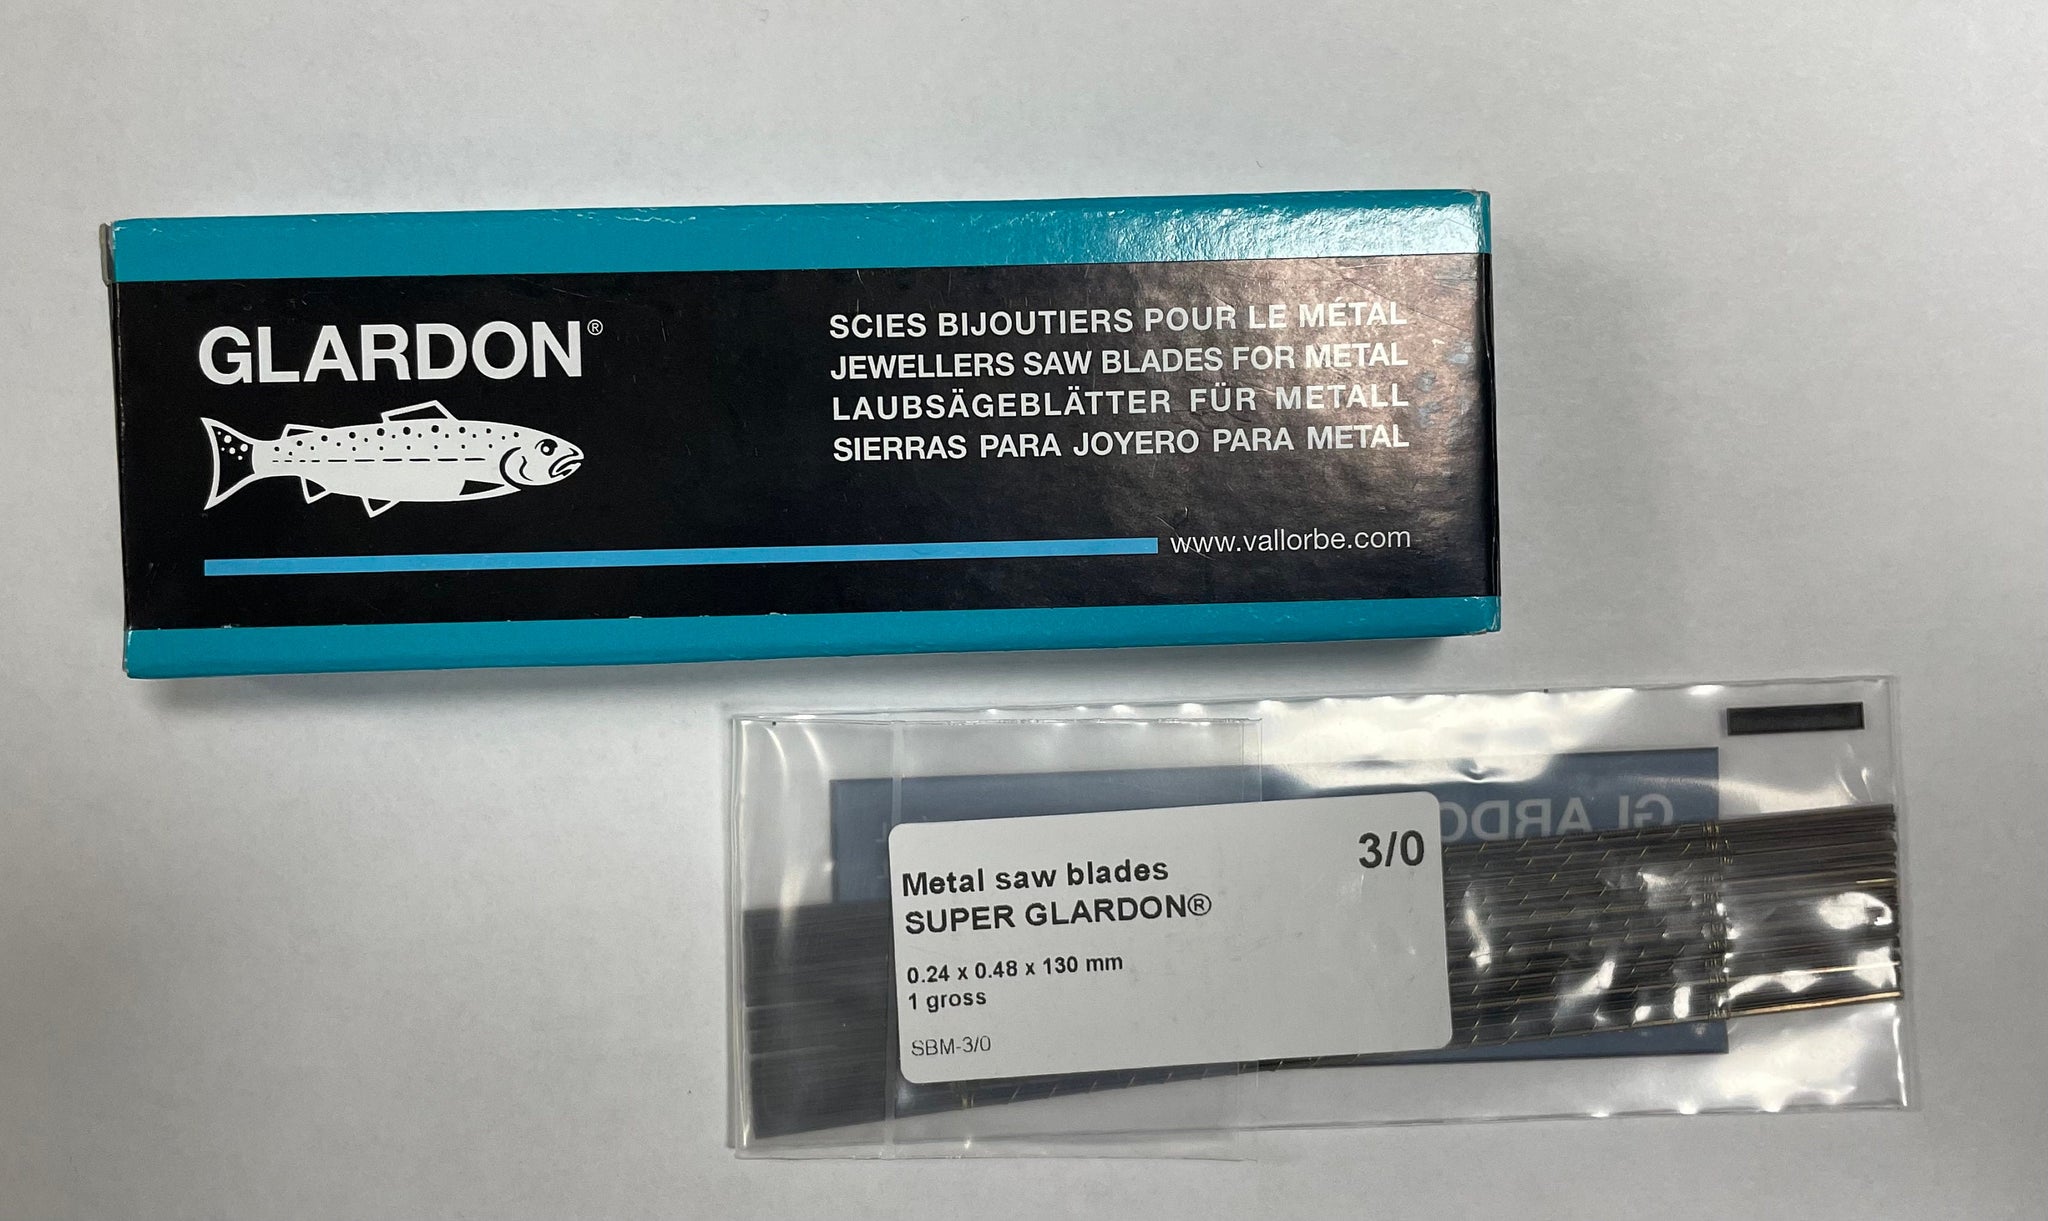 GLARDON®
SCIES BIJOUTIERS POUR LE MÉTAL
JEWELLERS SAW BLADES FOR METAL
LAUBSÄGEBLÄTTER FÜR METALL
SIERRAS PARA JOYERO PARA METAL
www.vallorbe.com
GLARDO
3/0
Metal saw blades
SUPER GLARDON®
0.24 x 0.48 x 130 mm
1 gross
SBM-3/0